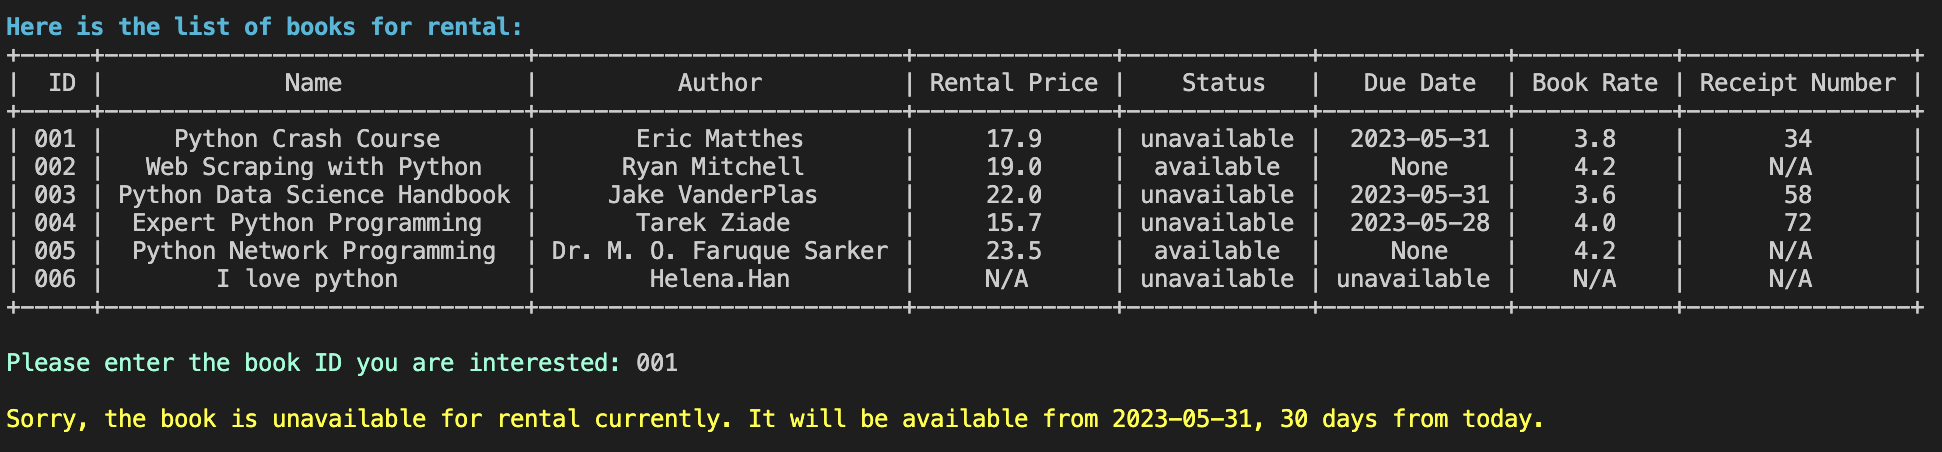 Here is the list of books for rental:
+-----+------------------------------+--------------------------+--------------+-------------+-------------+-----------+----------------+
|  ID |             Name             |          Author          | Rental Price |    Status   |   Due Date  | Book Rate | Receipt Number |
+-----+------------------------------+--------------------------+--------------+-------------+-------------+-----------+----------------+
| 001 |     Python Crash Course      |       Eric Matthes       |     17.9     | unavailable |  2023-05-31 |    3.8    |       34       |
| 002 |   Web Scraping with Python   |      Ryan Mitchell       |     19.0     |  available  |     None    |    4.2    |      N/A       |
| 003 | Python Data Science Handbook |     Jake VanderPlas      |     22.0     | unavailable |  2023-05-31 |    3.6    |       58       |
| 004 |  Expert Python Programming   |       Tarek Ziade        |     15.7     | unavailable |  2023-05-28 |    4.0    |       72       |
| 005 |  Python Network Programming  | Dr. M. O. Faruque Sarker |     23.5     |  available  |     None    |    4.2    |      N/A       |
| 006 |        I love python         |        Helena.Han        |     N/A      | unavailable | unavailable |    N/A    |      N/A       |
+-----+------------------------------+--------------------------+--------------+-------------+-------------+-----------+----------------+
Please enter the book ID you are interested: 001
Sorry, the book is unavailable for rental currently. It will be available from 2023-05-31, 30 days from today.